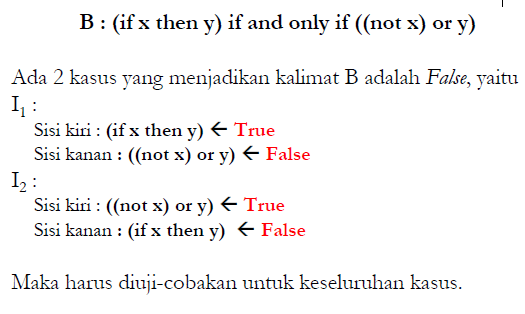 B : (if x then y) if and only if ((not x) or y)
Ada 2 kasus yang menjadikan kalimat B adalah False, yaitu
I₁ :
Sisi kiri : (if x then y) ← True
Sisi kanan : ((not x) or y) ← False
I₂ :
Sisi kiri : ((not x) or y) ← True
Sisi kanan : (if x then y) ← False
Maka harus diuji-cobakan untuk keseluruhan kasus.